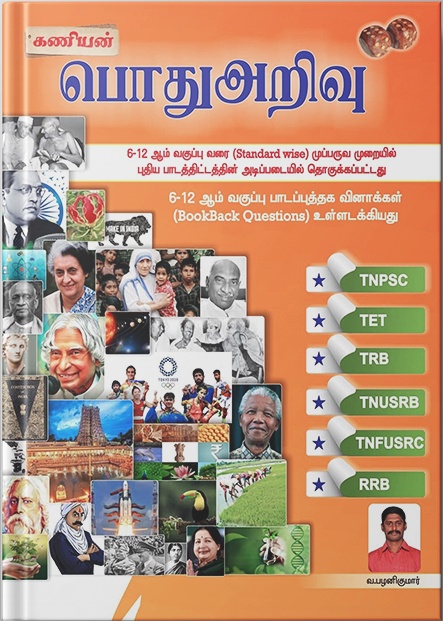 கணியன்
பொதுஅறிவு
6-12 ஆம் வகுப்பு வரை (Standard wise) முப்பருவ முறையில்
புதிய பாடத்திட்டத்தின் அடிப்படையில் தொகுக்கப்பட்டது
6-12 ஆம் வகுப்பு பாடப்புத்தக வினாக்கள்
(BookBack Questions) உள்ளடக்கியது
MAKE IN INDIA
TNPSC
TET
TRB
TOKYO 2020
TNUSRB
TNFUSRC
RRB
வ.பழனிகுமார்